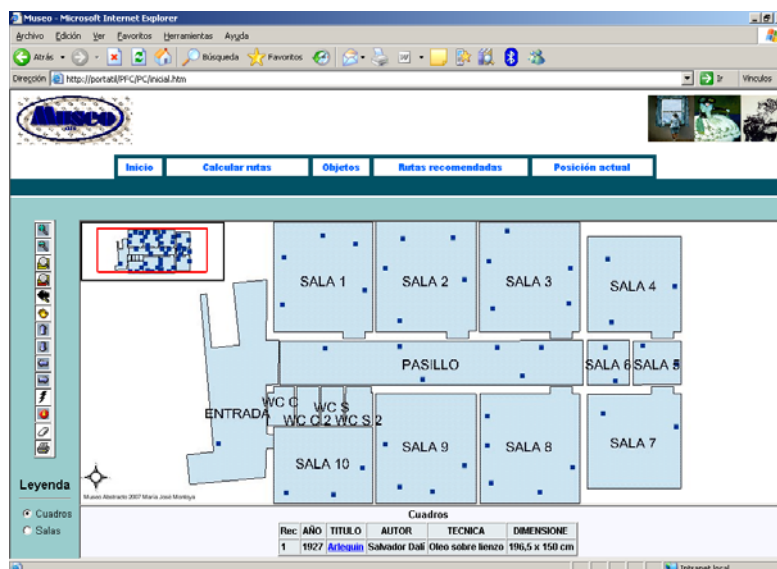 Museo - Microsoft Internet Explorer
Archivo Edición Ver Favoritos Herramientas Ayuda
Atrás Búsqueda Favoritos
Dirección http://portatil/PFC/PC/inicial.htm Ir Vínculos
Museo
Inicio Calcular rutas Objetos Rutas recomendadas Posición actual
SALA 1 SALA 2 SALA 3 SALA 4
PASILLO SALA 6 SALA 5
ENTRADA WC C WC C 2 WC S WC S 2
SALA 10 SALA 9 SALA 8 SALA 7
Museo Abstracto 2007 María José Montoya
Leyenda
Cuadros
Salas
Cuadros
Rec AÑO TITULO AUTOR TECNICA DIMENSIONE
1 1927 Arlequin Salvador Dalí Oleo sobre lienzo 196,5 x 150 cm
Intranet local